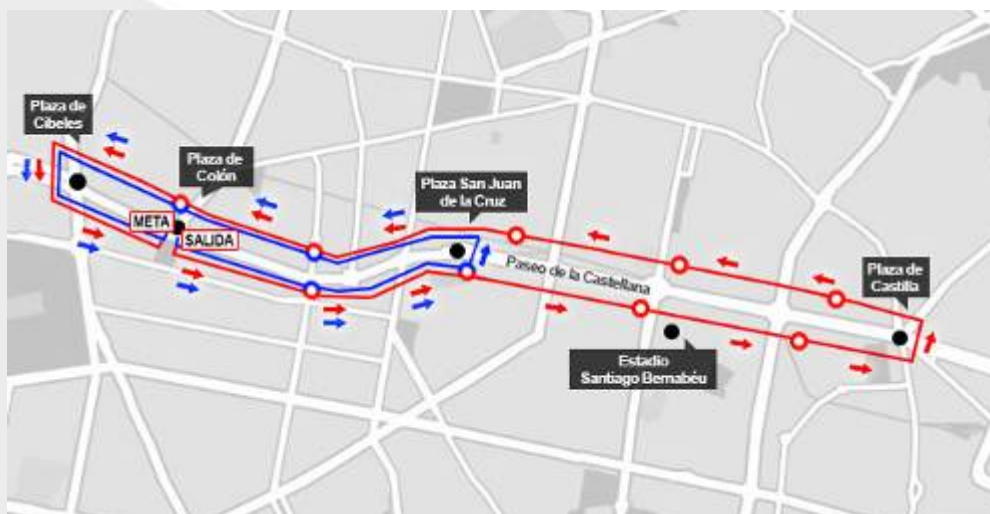 Plaza de
Cibeles
Plaza de
Colón
Plaza San Juan
de la Cruz
META
SALIDA
Paseo de la Castellana
Plaza de
Castilla
Estadio
Santiago Bernabéu